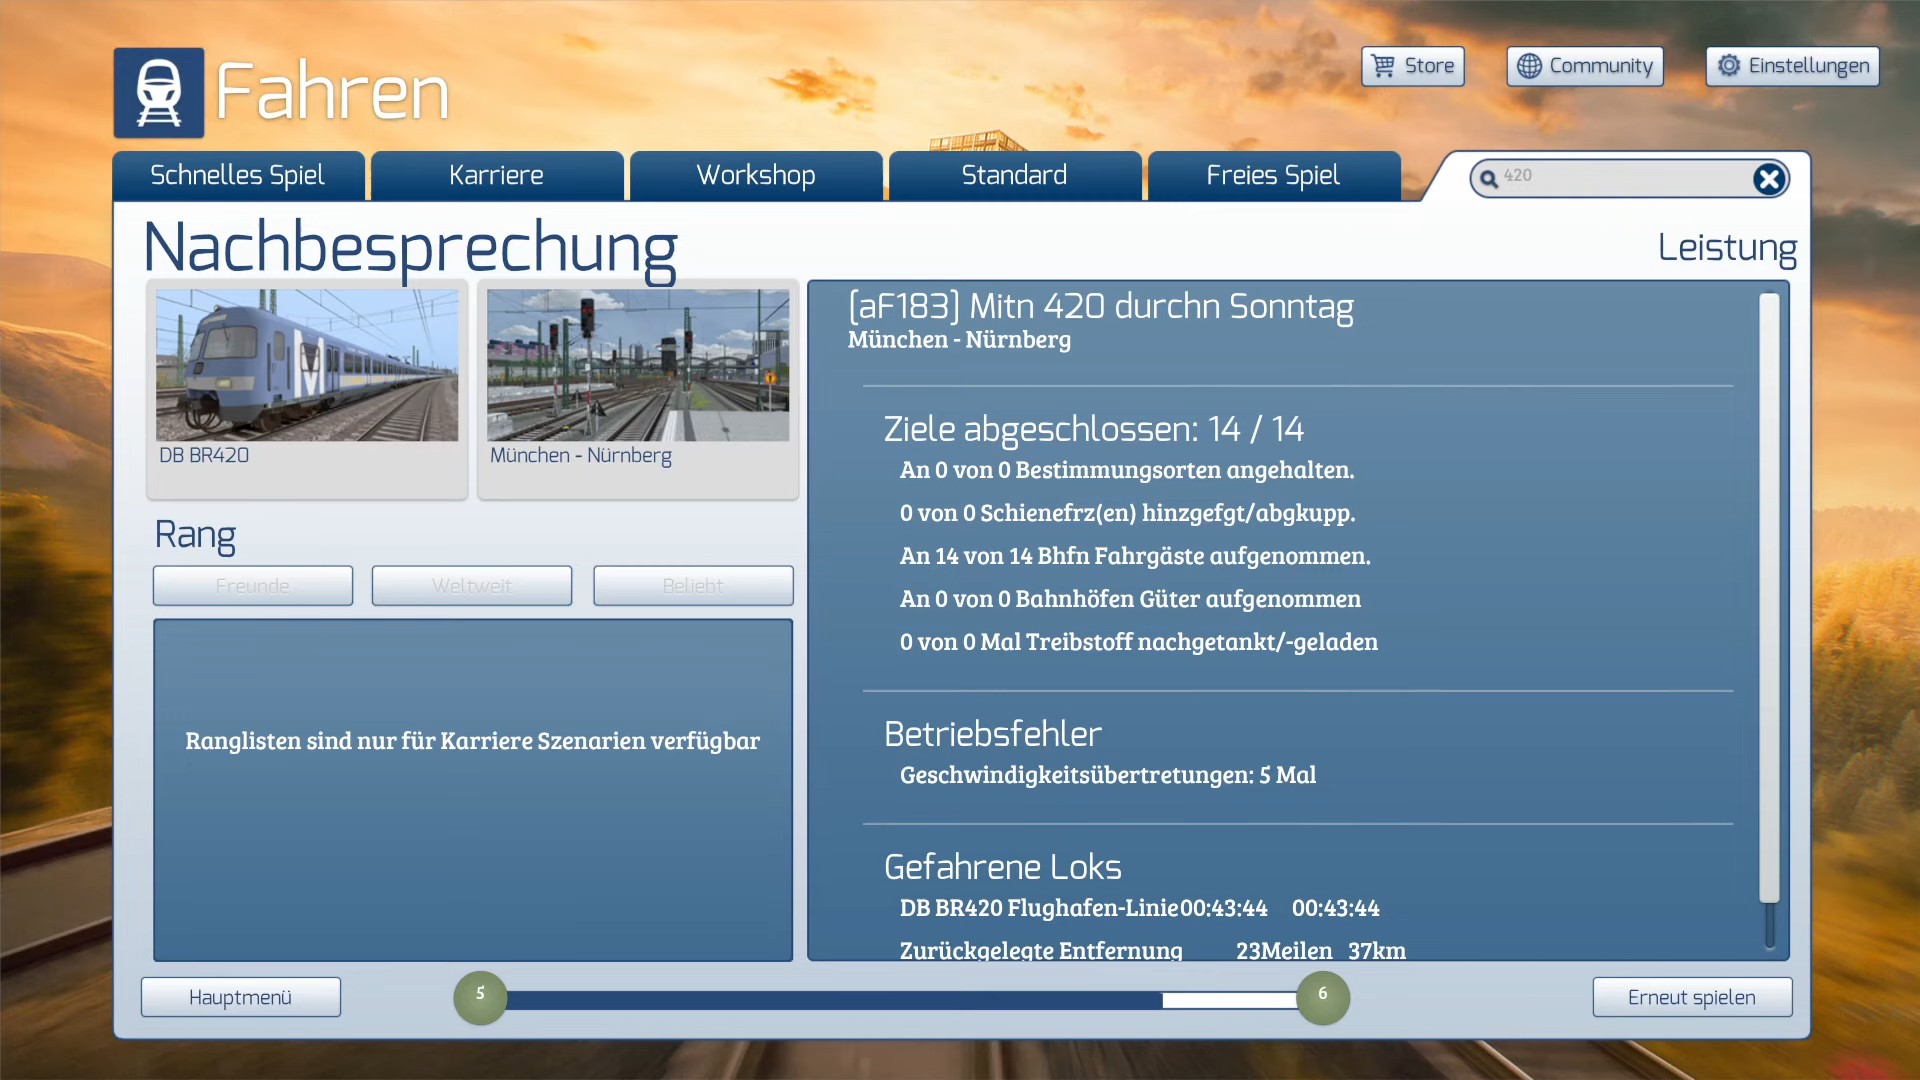 Fahren
Store
Community
Einstellungen
Schnelles Spiel
Karriere
Workshop
Standard
Freies Spiel
420
Nachbesprechung
Leistung
DB BR420
München - Nürnberg
Rang
Freunde
Weltweit
Beliebt
Ranglisten sind nur für Karriere Szenarien verfügbar
[aF183] Mitn 420 durchn Sonntag
München - Nürnberg
Ziele abgeschlossen: 14 / 14
An 0 von 0 Bestimmungsorten angehalten.
0 von 0 Schienefrz(en) hinzgefgt/abgkupp.
An 14 von 14 Bhfn Fahrgäste aufgenommen.
An 0 von 0 Bahnhöfen Güter aufgenommen
0 von 0 Mal Treibstoff nachgetankt/-geladen
Betriebsfehler
Geschwindigkeitsübertretungen: 5 Mal
Gefahrene Loks
DB BR420 Flughafen-Linie00:43:44 00:43:44
Zurückgelegte Entfernung 23Meilen 37km
Hauptmenü
5
6
Erneut spielen